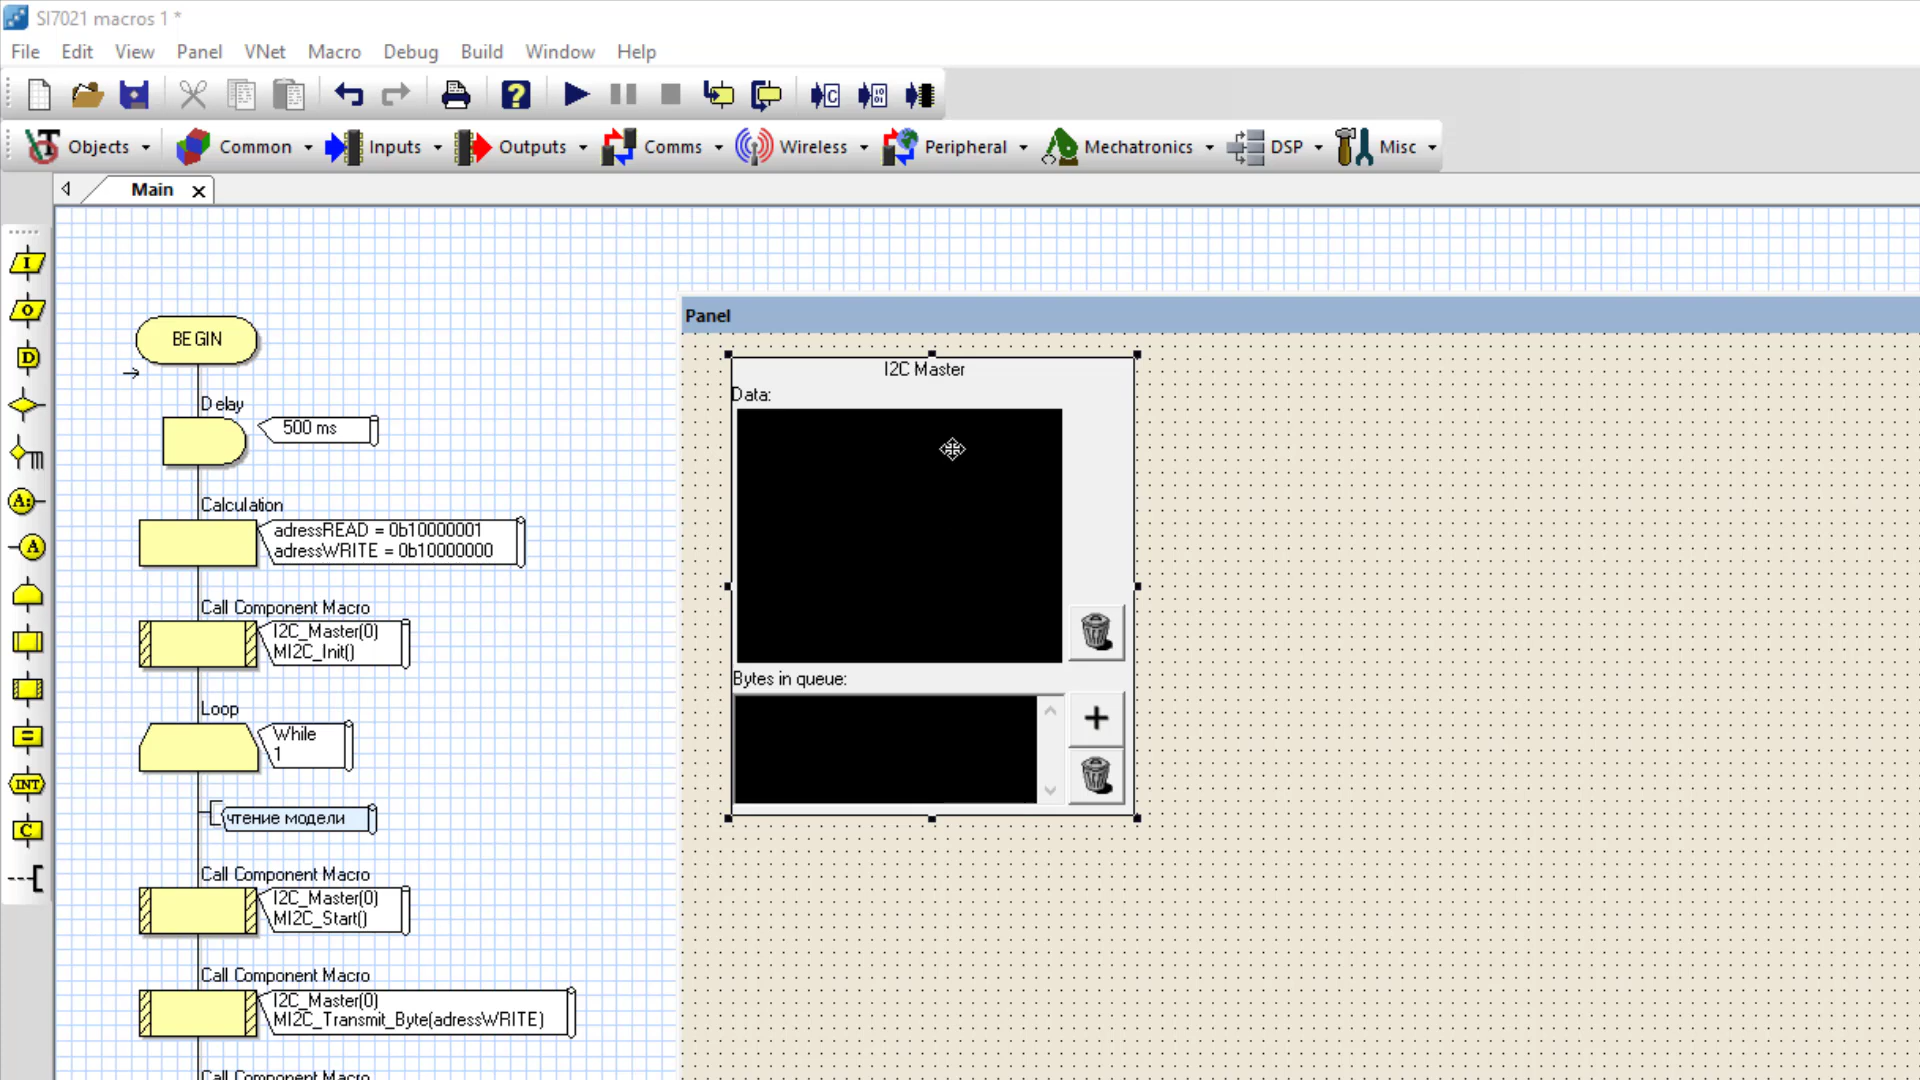 SI7021 macros 1 *
File Edit View Panel VNet Macro Debug Build Window Help
Objects Common Inputs Outputs Comms Wireless Peripheral Mechatronics DSP Misc
Main
BEGIN
Delay
500 ms
Calculation
adressREAD = 0b10000001
adressWRITE = 0b10000000
Call Component Macro
I2C_Master(0)
MI2C_Init()
Loop
While
1
чтение модели
Call Component Macro
I2C_Master(0)
MI2C_Start()
Call Component Macro
I2C_Master(0)
MI2C_Transmit_Byte(adressWRITE)
Call Component Macro
Panel
I2C Master
Data:
Bytes in queue:
I
O
D
A:
A
=
INT
C